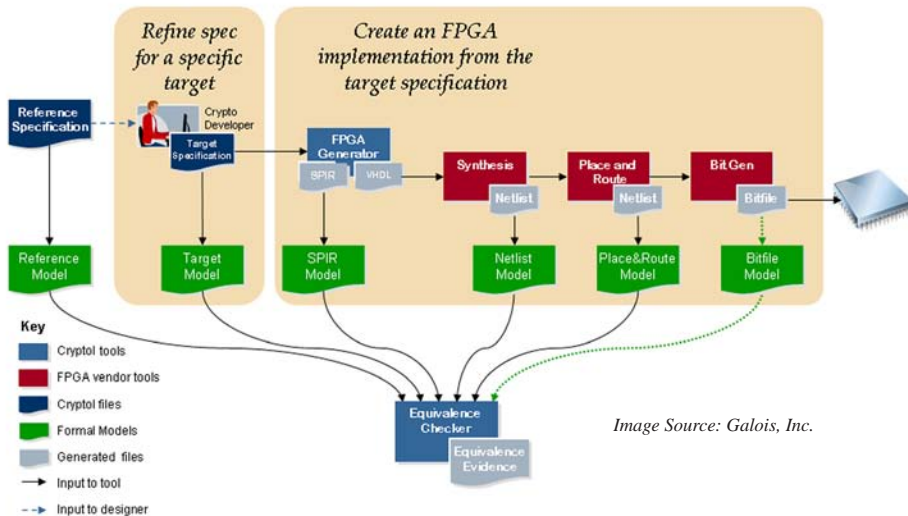 Refine spec
for a specific
target
Create an FPGA
implementation from the
target specification
Reference
Specification
Crypto
Developer
Target
Specification
FPGA
Generator
SPIR
VHDL
Synthesis
Netlist
Place and
Route
Netlist
BitGen
Bitfile
Reference
Model
Target
Model
SPIR
Model
Netlist
Model
Place&Route
Model
Bitfile
Model
Key
Cryptol tools
FPGA vendor tools
Cryptol files
Formal Models
Generated files
Input to tool
Input to designer
Equivalence
Checker
Equivalence
Evidence
Image Source: Galois, Inc.